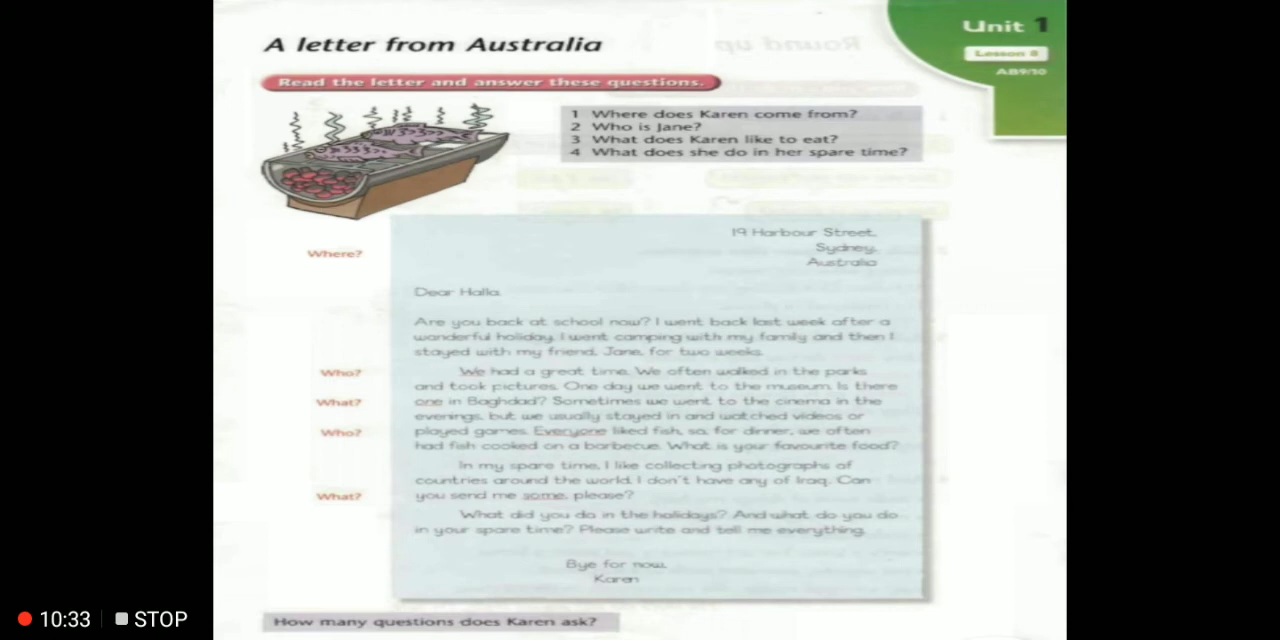 Unit 1
Lesson 8
AB9/10
A letter from Australia
Read the letter and answer these questions.
1 Where does Karen come from?
2 Who is Jane?
3 What does Karen like to eat?
4 What does she do in her spare time?
19 Harbour Street,
Sydney,
Australia
Where?
Dear Halla,
Are you back at school now? I went back last week after a
wonderful holiday. I went camping with my family and then I
stayed with my friend, Jane, for two weeks.
Who?
We had a great time. We often walked in the parks
and took pictures. One day we went to the museum. Is there
What?
one in Baghdad? Sometimes we went to the cinema in the
evenings, but we usually stayed in and watched videos or
Who?
played games. Everyone liked fish, so, for dinner, we often
had fish cooked on a barbecue. What is your favourite food?
In my spare time, I like collecting photographs of
countries around the world. I don't have any of Iraq. Can
What?
you send me some, please?
What did you do in the holidays? And what do you do
in your spare time? Please write and tell me everything.
Bye for now,
Karen
How many questions does Karen ask?
10:33
STOP